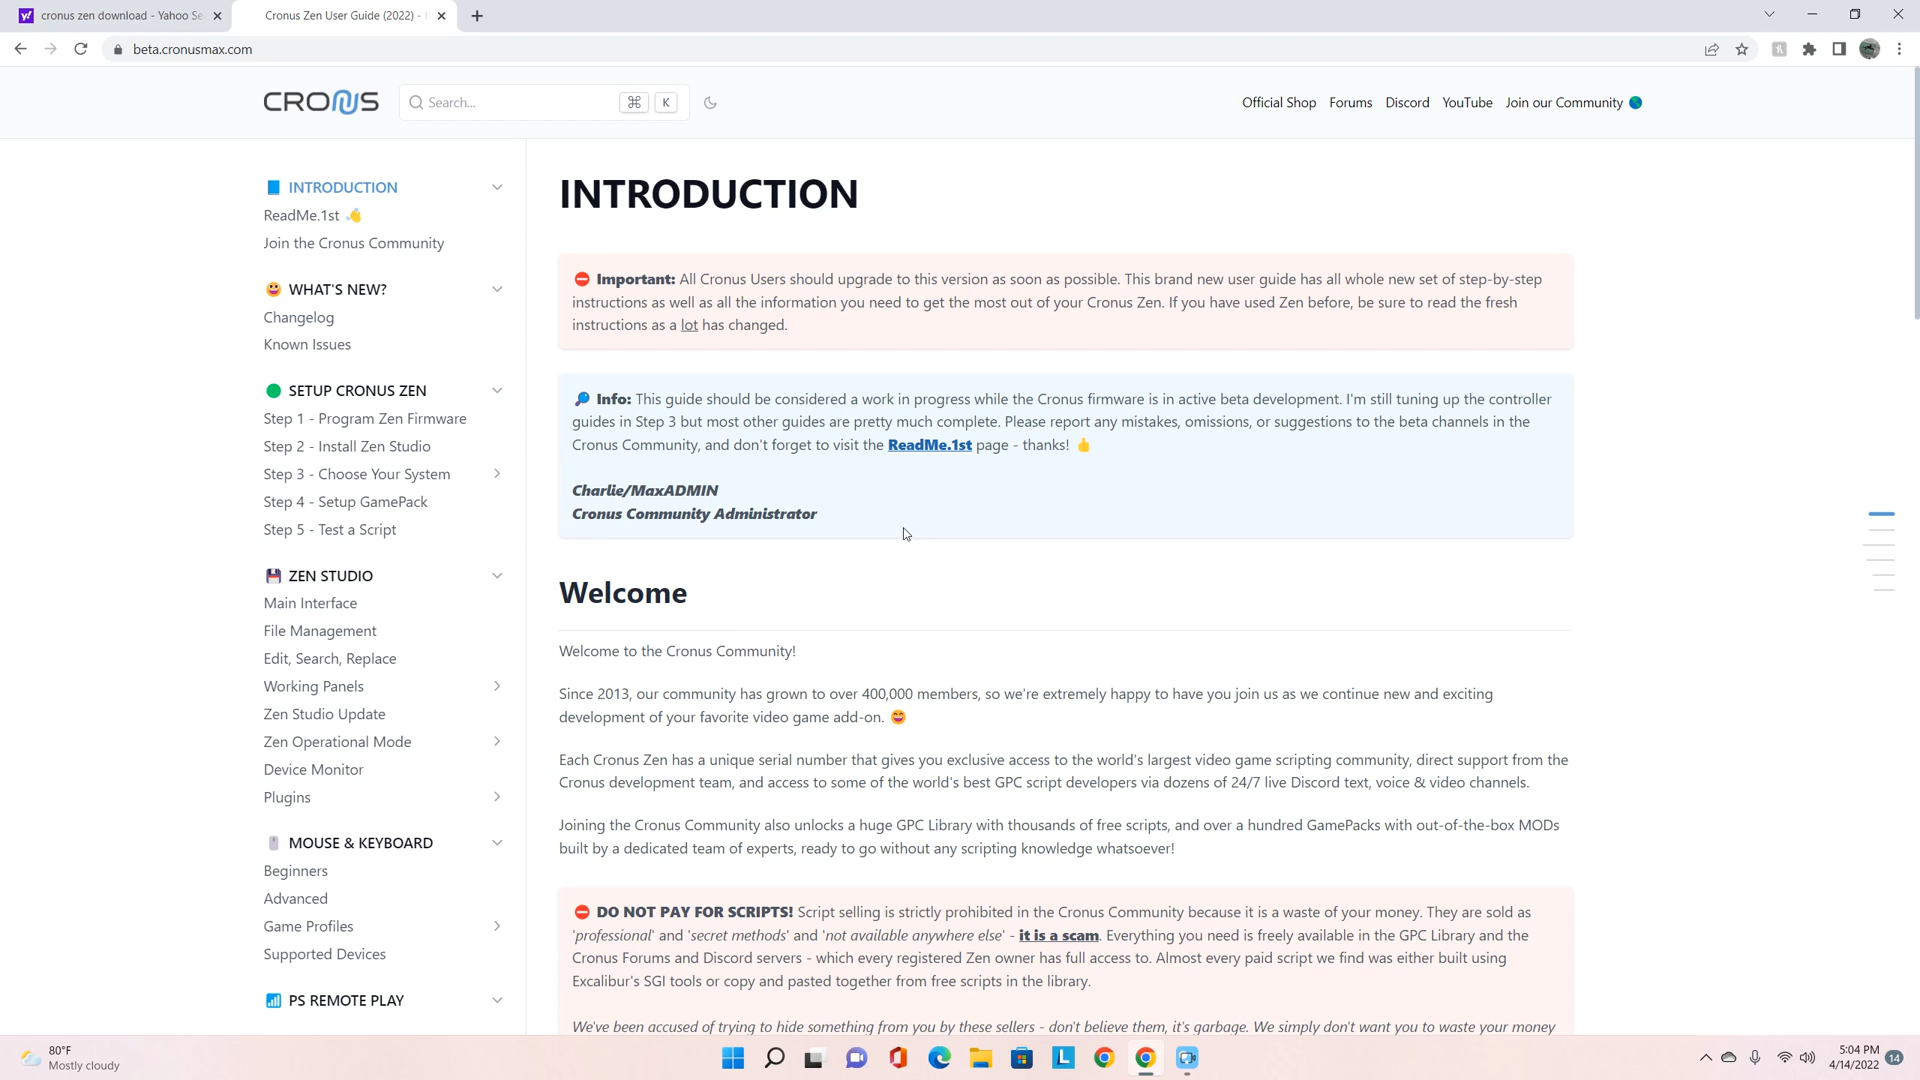 cronus zen download - Yahoo Se
Cronus Zen User Guide (2022) -
beta.cronusmax.com
CRONUS
Search...
⌘ K
Official Shop Forums Discord YouTube Join our Community
INTRODUCTION
ReadMe.1st
Join the Cronus Community
WHAT'S NEW?
Changelog
Known Issues
SETUP CRONUS ZEN
Step 1 - Program Zen Firmware
Step 2 - Install Zen Studio
Step 3 - Choose Your System
Step 4 - Setup GamePack
Step 5 - Test a Script
ZEN STUDIO
Main Interface
File Management
Edit, Search, Replace
Working Panels
Zen Studio Update
Zen Operational Mode
Device Monitor
Plugins
MOUSE & KEYBOARD
Beginners
Advanced
Game Profiles
Supported Devices
PS REMOTE PLAY
INTRODUCTION
Important: All Cronus Users should upgrade to this version as soon as possible. This brand new user guide has all whole new set of step-by-step
instructions as well as all the information you need to get the most out of your Cronus Zen. If you have used Zen before, be sure to read the fresh
instructions as a lot has changed.
Info: This guide should be considered a work in progress while the Cronus firmware is in active beta development. I'm still tuning up the controller
guides in Step 3 but most other guides are pretty much complete. Please report any mistakes, omissions, or suggestions to the beta channels in the
Cronus Community, and don't forget to visit the ReadMe.1st page - thanks!
Charlie/MaxADMIN
Cronus Community Administrator
Welcome
Welcome to the Cronus Community!
Since 2013, our community has grown to over 400,000 members, so we're extremely happy to have you join us as we continue new and exciting
development of your favorite video game add-on.
Each Cronus Zen has a unique serial number that gives you exclusive access to the world's largest video game scripting community, direct support from the
Cronus development team, and access to some of the world's best GPC script developers via dozens of 24/7 live Discord text, voice & video channels.
Joining the Cronus Community also unlocks a huge GPC Library with thousands of free scripts, and over a hundred GamePacks with out-of-the-box MODs
built by a dedicated team of experts, ready to go without any scripting knowledge whatsoever!
DO NOT PAY FOR SCRIPTS! Script selling is strictly prohibited in the Cronus Community because it is a waste of your money. They are sold as
'professional' and 'secret methods' and 'not available anywhere else' - it is a scam. Everything you need is freely available in the GPC Library and the
Cronus Forums and Discord servers - which every registered Zen owner has full access to. Almost every paid script we find was either built using
Excalibur's SGI tools or copy and pasted together from free scripts in the library.
We've been accused of trying to hide something from you by these sellers - don't believe them, it's garbage. We simply don't want you to waste your money
80°F
Mostly cloudy
5:04 PM
4/14/2022
14